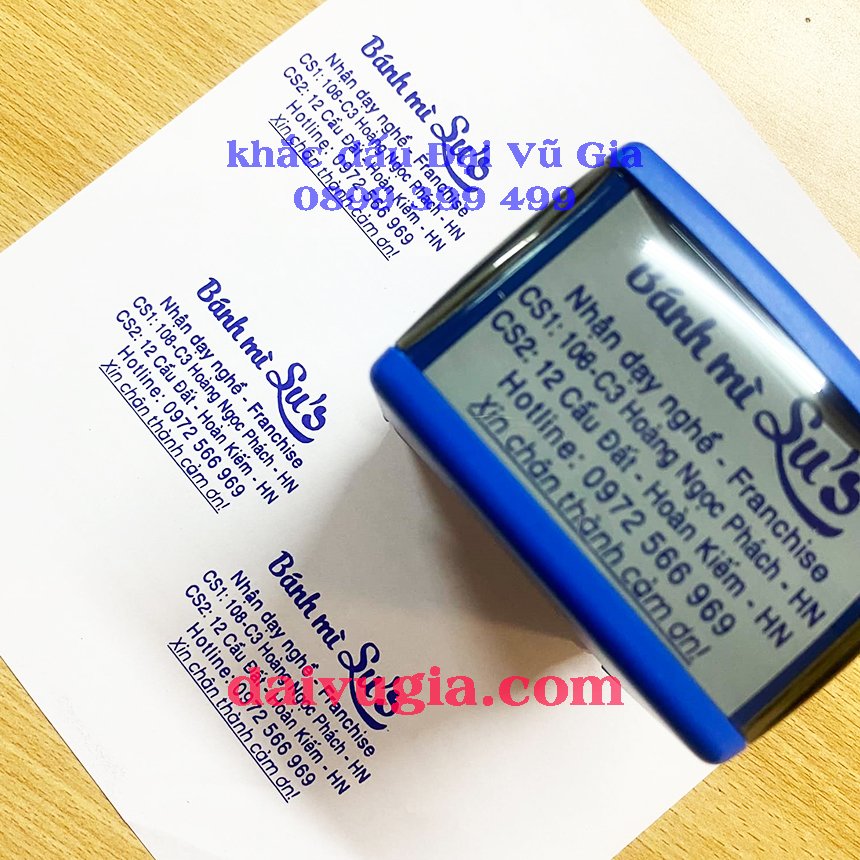 Bánh mì Su's
Nhận dạy nghề - Franchise
CS1: 108-C3 Hoàng Ngọc Phách - HN
CS2: 12 Cầu Đất - Hoàn Kiếm - HN
Hotline: 0972 566 969
Xin chân thành cảm ơn!
khắc dấu Đại Vũ Gia
0899 399 499
Bánh mì Su's
Nhận dạy nghề - Franchise
CS1: 108-C3 Hoàng Ngọc Phách - HN
CS2: 12 Cầu Đất - Hoàn Kiếm - HN
Hotline: 0972 566 969
Xin chân thành cảm ơn!
Bánh mì Su's
Nhận dạy nghề - Franchise
CS1: 108-C3 Hoàng Ngọc Phách - HN
CS2: 12 Cầu Đất - Hoàn Kiếm - HN
Hotline: 0972 566 969
Xin chân thành cảm ơn!
Bánh mì Su's
Nhận dạy nghề - Franchise
CS1: 108-C3 Hoàng Ngọc Phách - HN
CS2: 12 Cầu Đất - Hoàn Kiếm - HN
Hotline: 0972 566 969
Xin chân thành cảm ơn!
daivugia.com